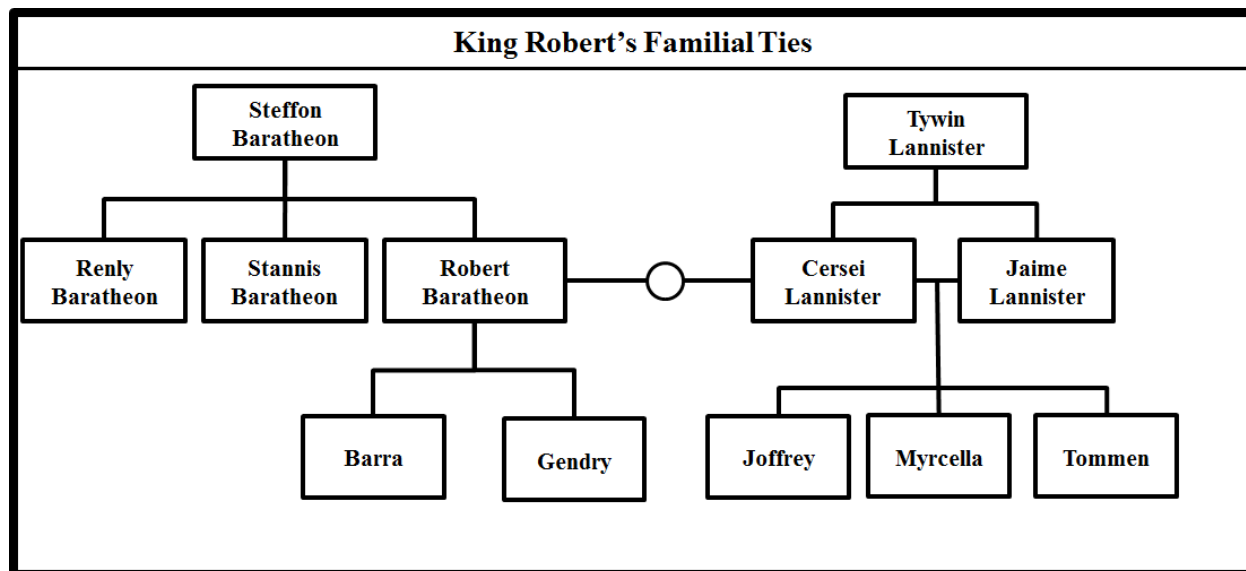 King Robert’s Familial Ties
Steffon
Baratheon
Tywin
Lannister
Renly
Baratheon
Stannis
Baratheon
Robert
Baratheon
Cersei
Lannister
Jaime
Lannister
Barra
Gendry
Joffrey
Myrcella
Tommen